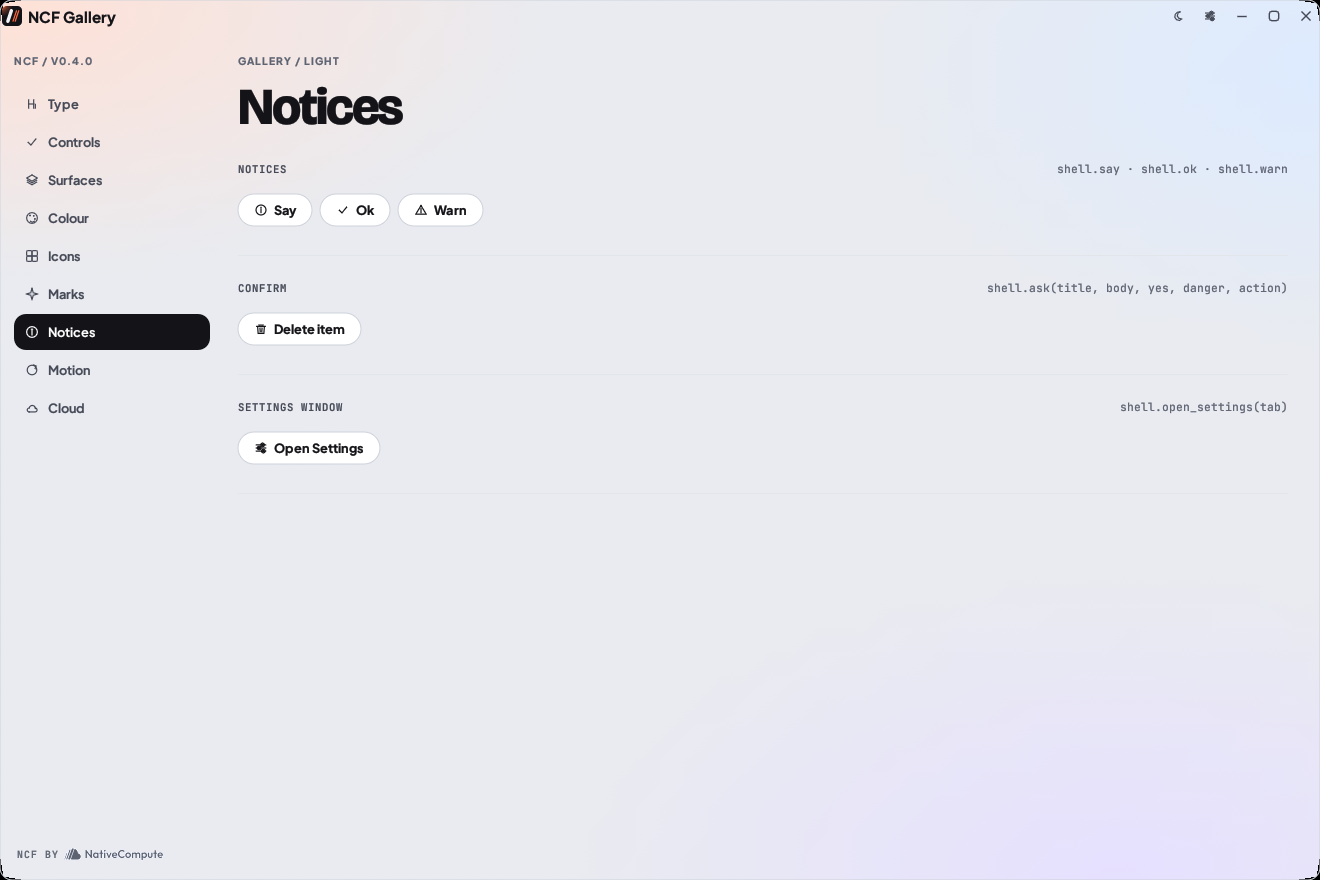 NCF Gallery
NCF / V0.4.0
Type
Controls
Surfaces
Colour
Icons
Marks
Notices
Motion
Cloud
NCF BY NativeCompute
GALLERY / LIGHT
Notices
NOTICES shell.say · shell.ok · shell.warn
Say Ok Warn
CONFIRM shell.ask(title, body, yes, danger, action)
Delete item
SETTINGS WINDOW shell.open_settings(tab)
Open Settings